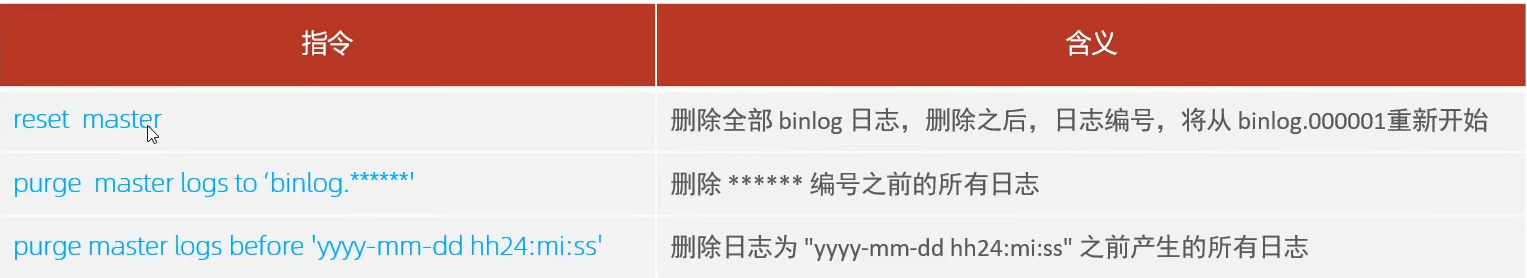 指令 含义
reset master 删除全部 binlog 日志，删除之后，日志编号，将从 binlog.000001重新开始
purge master logs to ‘binlog.******' 删除 ****** 编号之前的所有日志
purge master logs before 'yyyy-mm-dd hh24:mi:ss' 删除日志为 "yyyy-mm-dd hh24:mi:ss" 之前产生的所有日志